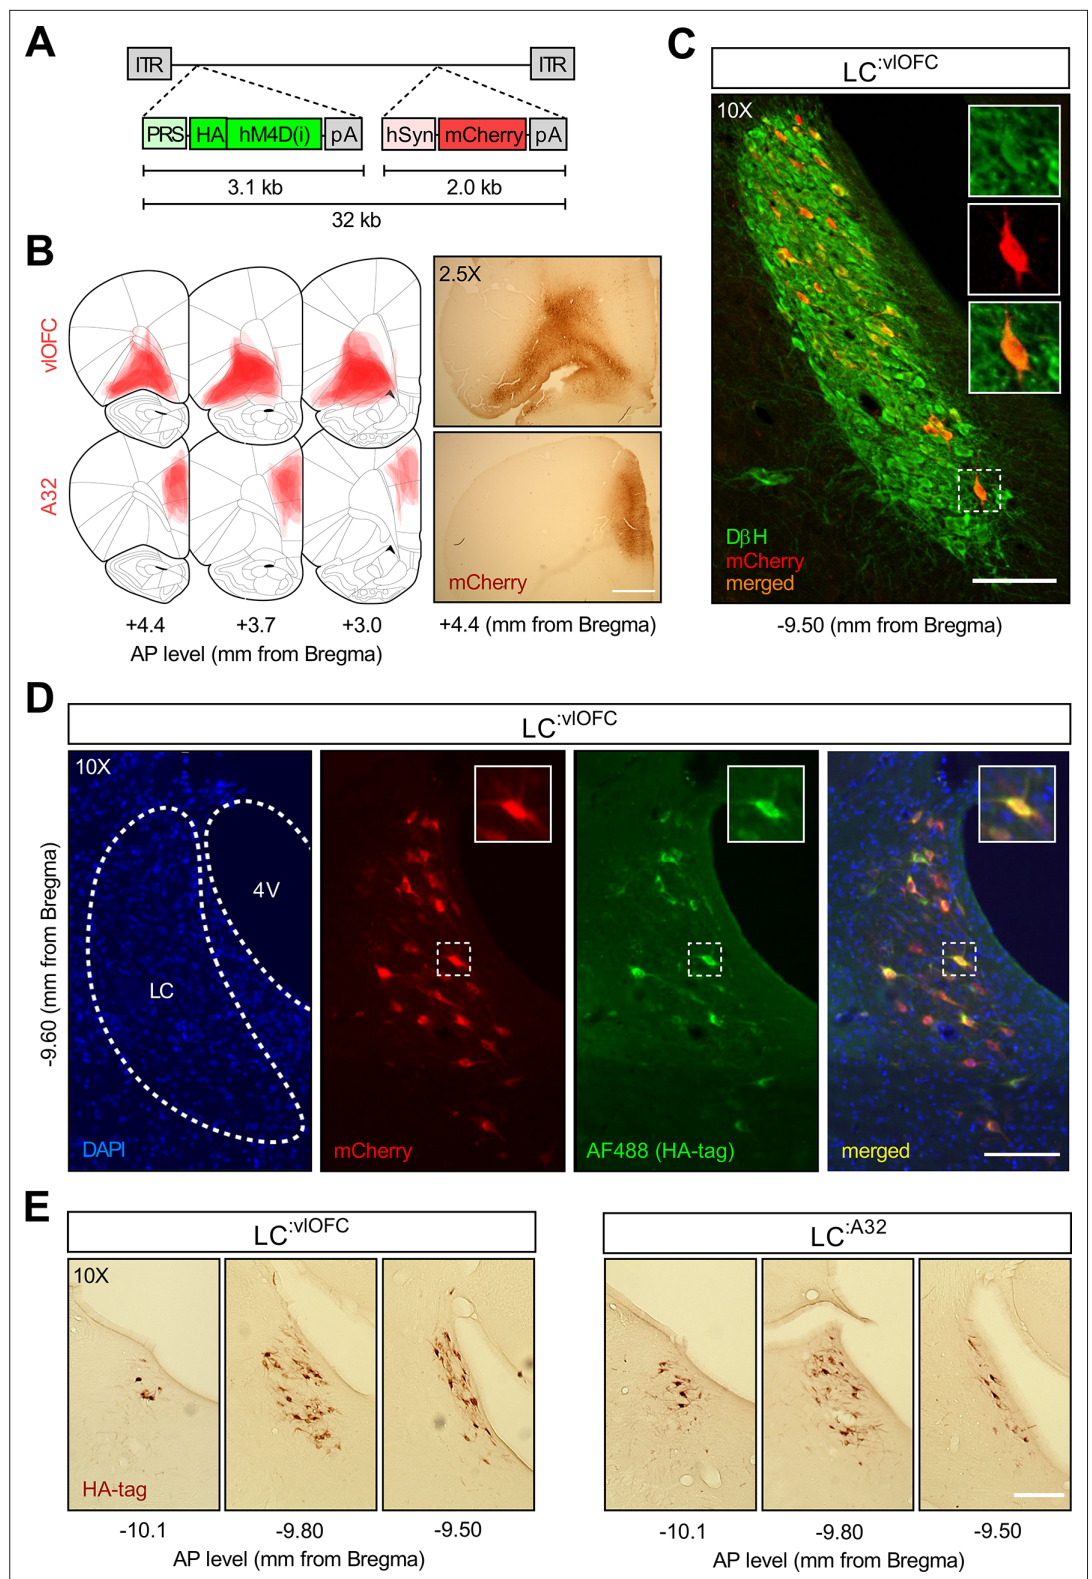 A
ITR
ITR
PRS HA hM4D(i) pA
hSyn mCherry pA
3.1 kb
2.0 kb
32 kb
B
vlOFC
A32
2.5X
mCherry
+4.4
+3.7
+3.0
AP level (mm from Bregma)
+4.4 (mm from Bregma)
C
LC:vlOFC
10X
DβH
mCherry
merged
-9.50 (mm from Bregma)
D
LC:vlOFC
-9.60 (mm from Bregma)
10X
4V
LC
DAPI
mCherry
AF488 (HA-tag)
merged
E
LC:vlOFC
10X
HA-tag
-10.1
-9.80
-9.50
AP level (mm from Bregma)
LC:A32
-10.1
-9.80
-9.50
AP level (mm from Bregma)